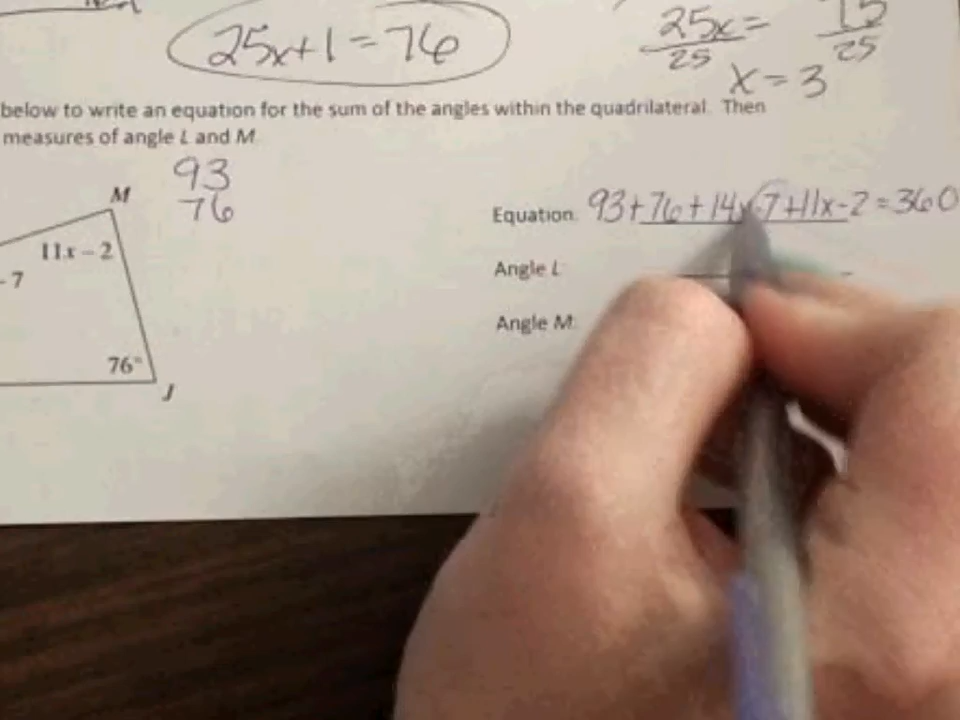 25x+1=76
25x=
25
15
25
x=3
below to write an equation for the sum of the angles within the quadrilateral. Then
measures of angle L and M
93
76
M
11x - 2
- 7
76°
J
Equation: 93+76+14x-7+11x-2=360
Angle L:
Angle M: